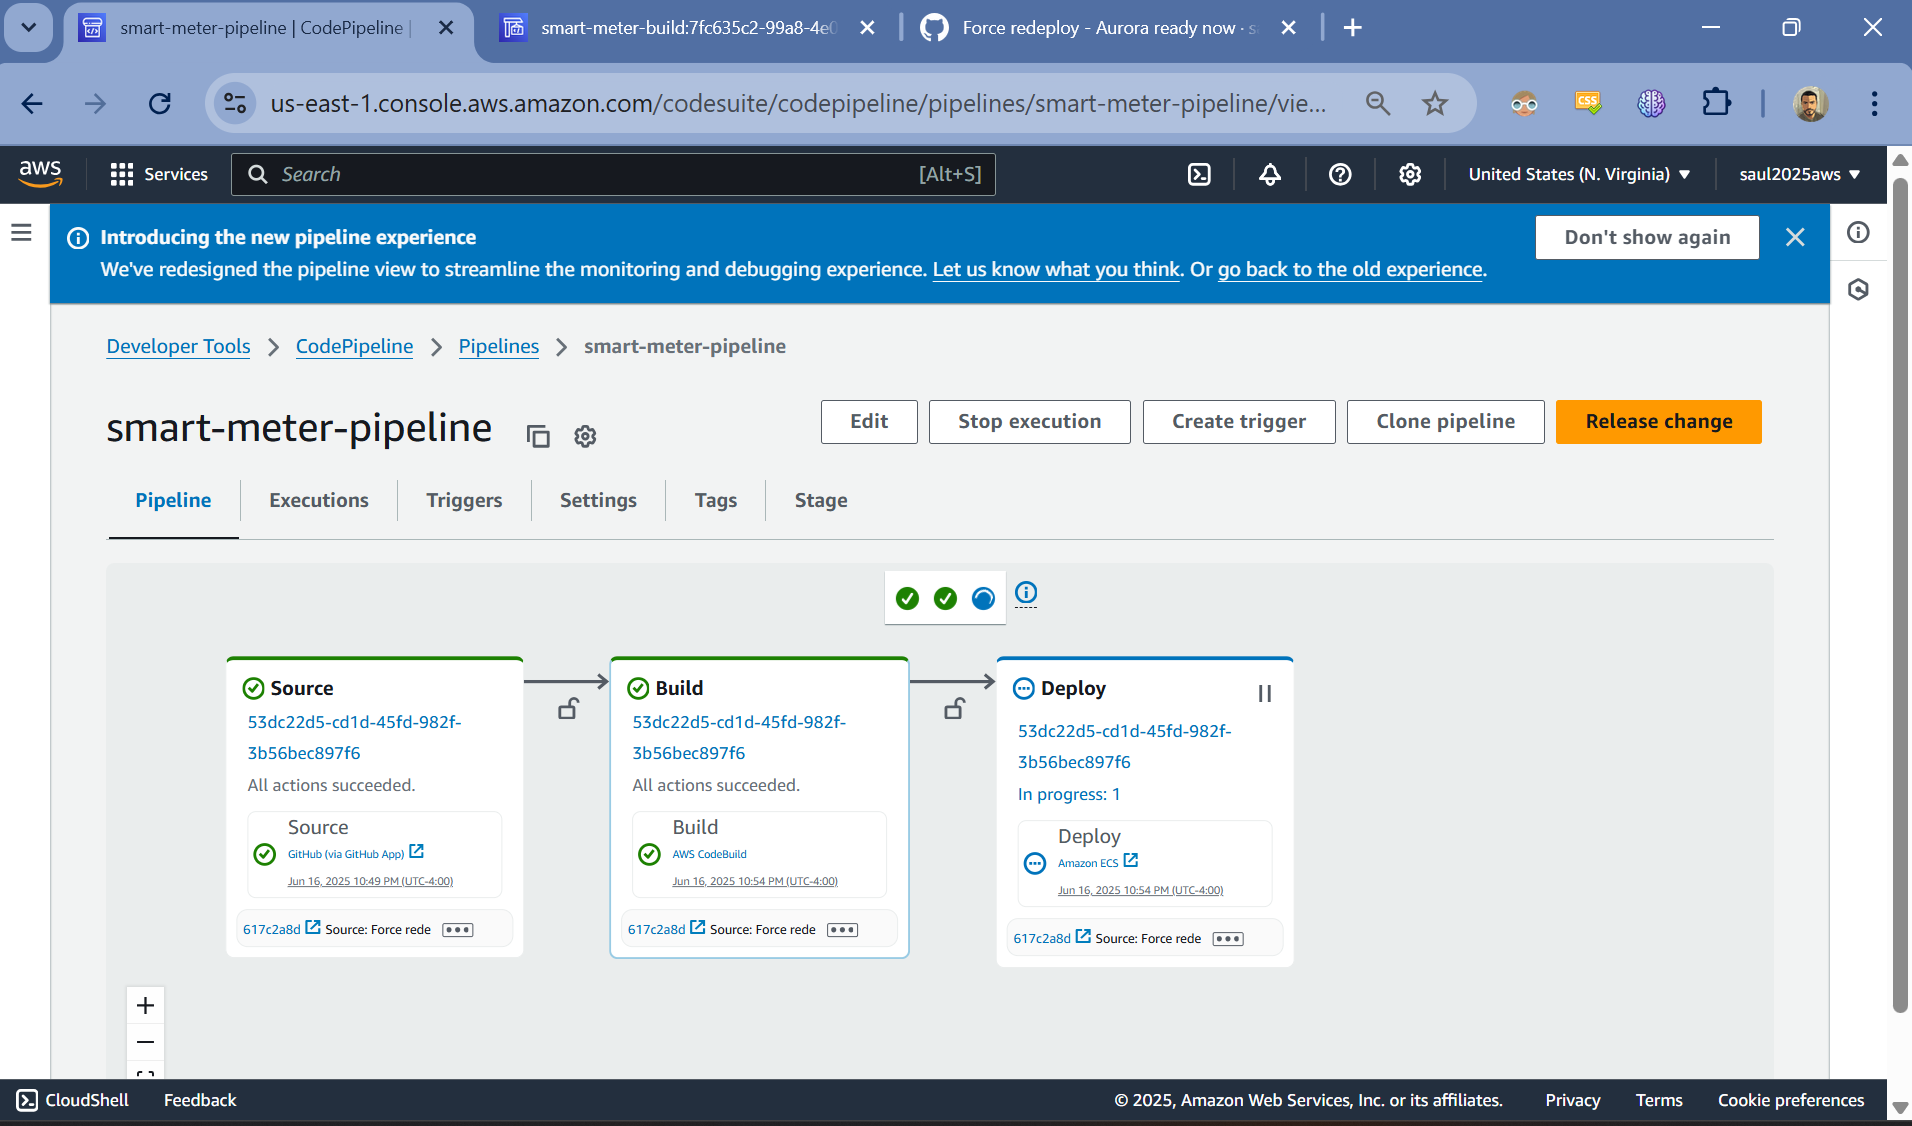 smart-meter-pipeline | CodePipeline |
smart-meter-build:7fc635c2-99a8-4e0
Force redeploy - Aurora ready now · s
us-east-1.console.aws.amazon.com/codesuite/codepipeline/pipelines/smart-meter-pipeline/vie...
CSS
aws
Services
Search
[Alt+S]
United States (N. Virginia)
saul2025aws
Introducing the new pipeline experience
Don't show again
We've redesigned the pipeline view to streamline the monitoring and debugging experience. Let us know what you think. Or go back to the old experience.
Developer Tools
CodePipeline
Pipelines
smart-meter-pipeline
smart-meter-pipeline
Edit
Stop execution
Create trigger
Clone pipeline
Release change
Pipeline
Executions
Triggers
Settings
Tags
Stage
Source
53dc22d5-cd1d-45fd-982f-
3b56bec897f6
All actions succeeded.
Source
GitHub (via GitHub App)
Jun 16, 2025 10:49 PM (UTC-4:00)
617c2a8d Source: Force rede
Build
53dc22d5-cd1d-45fd-982f-
3b56bec897f6
All actions succeeded.
Build
AWS CodeBuild
Jun 16, 2025 10:54 PM (UTC-4:00)
617c2a8d Source: Force rede
Deploy
53dc22d5-cd1d-45fd-982f-
3b56bec897f6
In progress: 1
Deploy
Amazon ECS
Jun 16, 2025 10:54 PM (UTC-4:00)
617c2a8d Source: Force rede
CloudShell
Feedback
© 2025, Amazon Web Services, Inc. or its affiliates.
Privacy
Terms
Cookie preferences